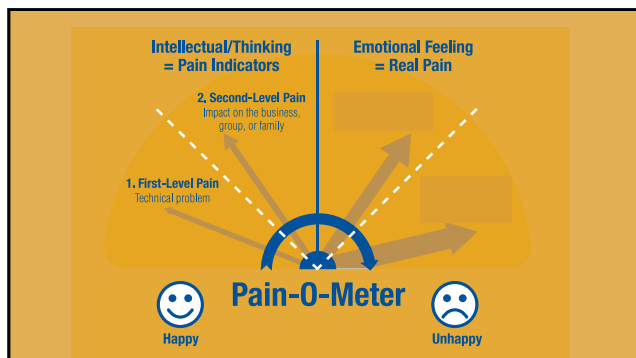 Intellectual/Thinking
= Pain Indicators
Emotional Feeling
= Real Pain
2. Second-Level Pain
Impact on the business,
group, or family
1. First-Level Pain
Technical problem
Pain-O-Meter
Happy
Unhappy